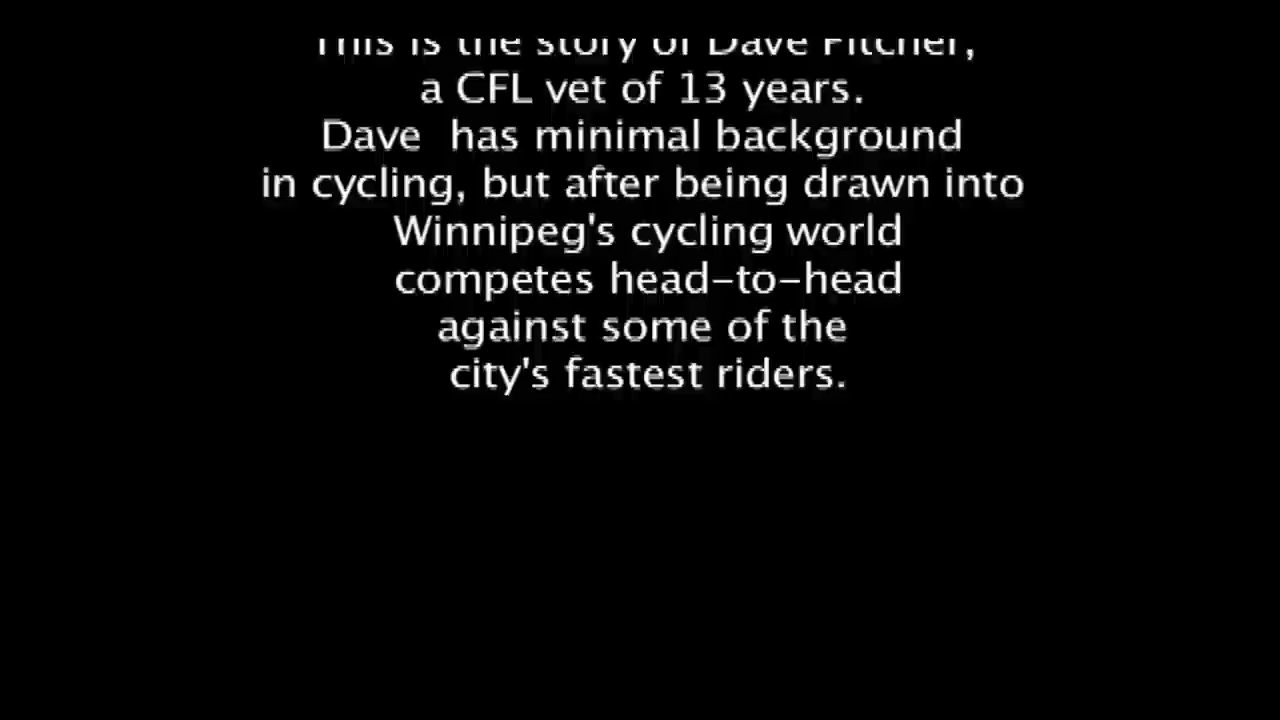 This is the story of Dave Pitcher,
a CFL vet of 13 years.
Dave  has minimal background
in cycling, but after being drawn into
Winnipeg's cycling world
competes head-to-head
against some of the
city's fastest riders.